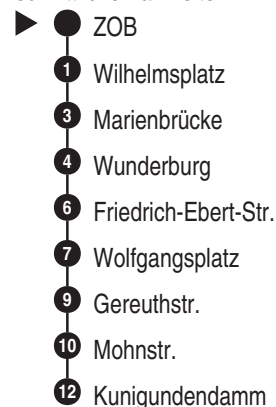 ZOB
1 Wilhelmsplatz
3 Marienbrücke
4 Wunderburg
6 Friedrich-Ebert-Str.
7 Wolfgangsplatz
9 Gereuthstr.
10 Mohnstr.
12 Kunigundendamm